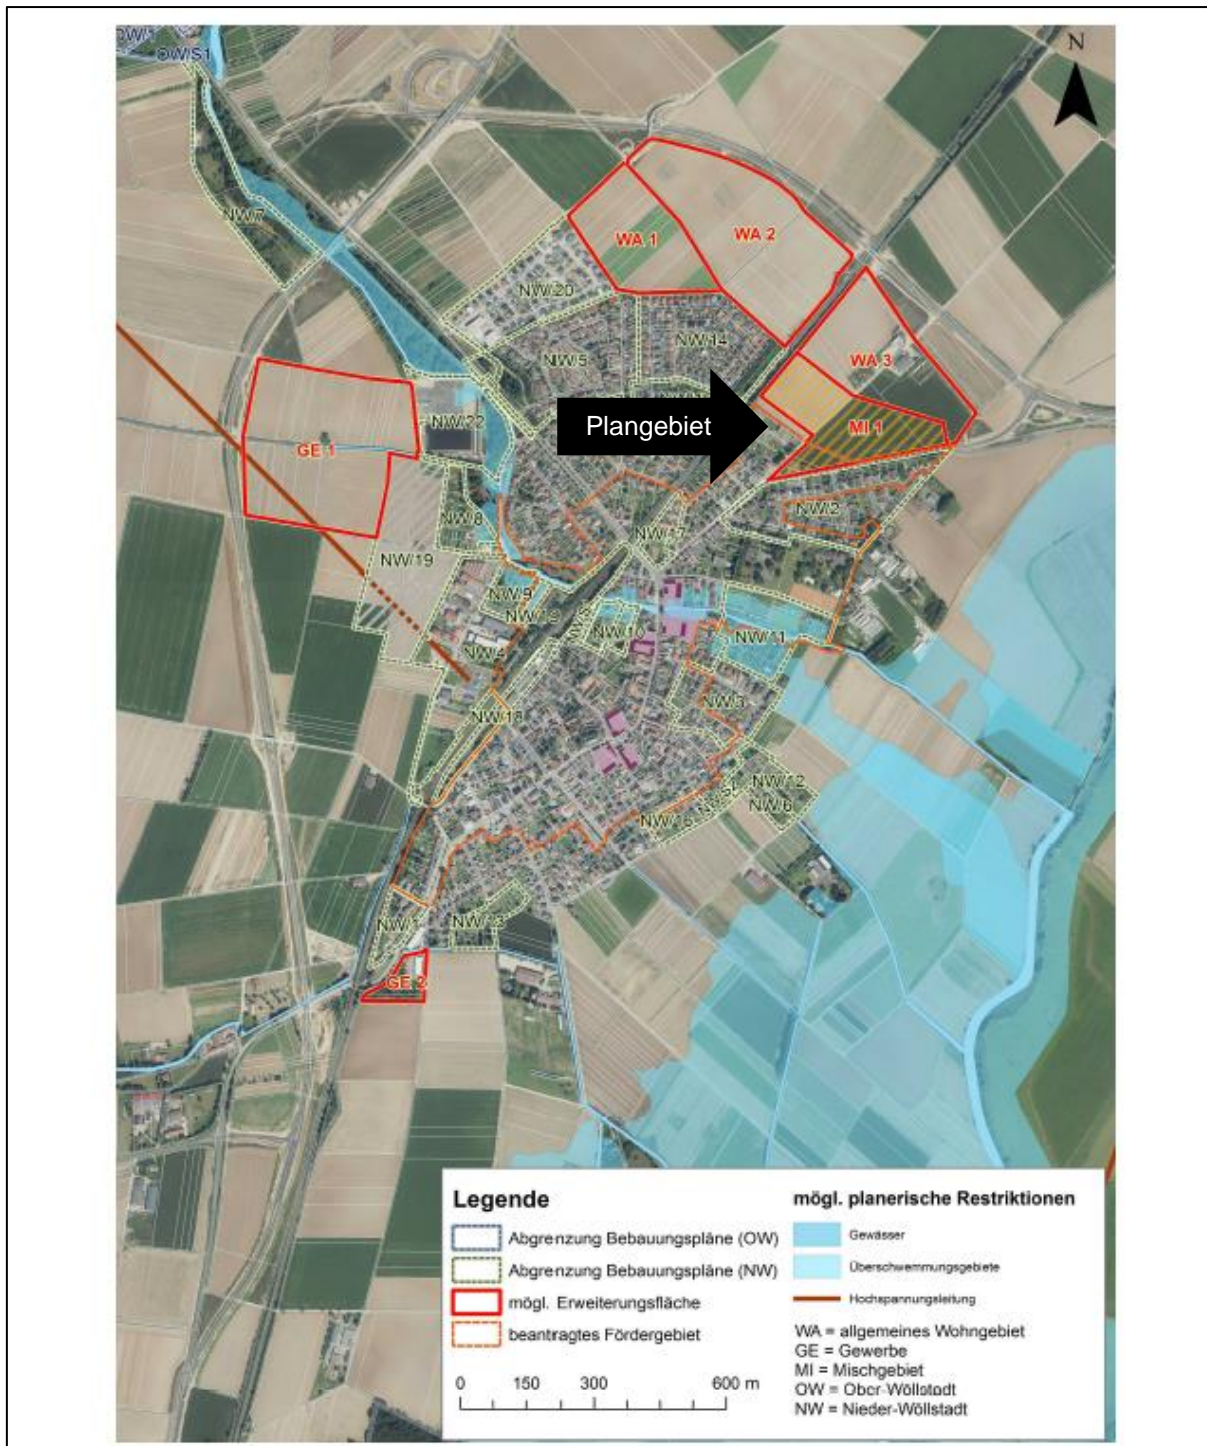 OW/1
OW/S1
N
NW/7
WA 1
WA 2
NW/20
NW/5
NW/14
WA 3
Plangebiet
MI 1
NW/22
GE 1
NW/2
NW/8
NW/17
NW/19
NW/9
NW/10
NW/11
NW/4
NW/3
NW/18
NW/12
NW/6
NW/16
NW/1
NW/13
GE 2
Legende
Abgrenzung Bebauungspläne (OW)
Abgrenzung Bebauungspläne (NW)
mögl. Erweiterungsfläche
beantragtes Fördergebiet
0 150 300 600 m
mögl. planerische Restriktionen
Gewässer
Überschwemmungsgebiete
Hochspannungsleitung
WA = allgemeines Wohngebiet
GE = Gewerbe
MI = Mischgebiet
OW = Ober-Wöllstadt
NW = Nieder-Wöllstadt